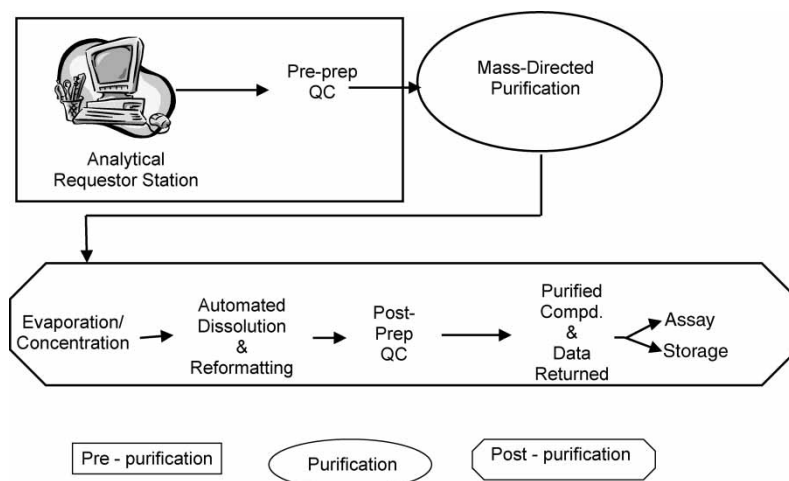 Analytical
Requestor Station
Pre-prep
QC
Mass-Directed
Purification
Evaporation/
Concentration
Automated
Dissolution
&
Reformatting
Post-
Prep
QC
Purified
Compd.
&
Data
Returned
Assay
Storage
Pre - purification
Purification
Post - purification